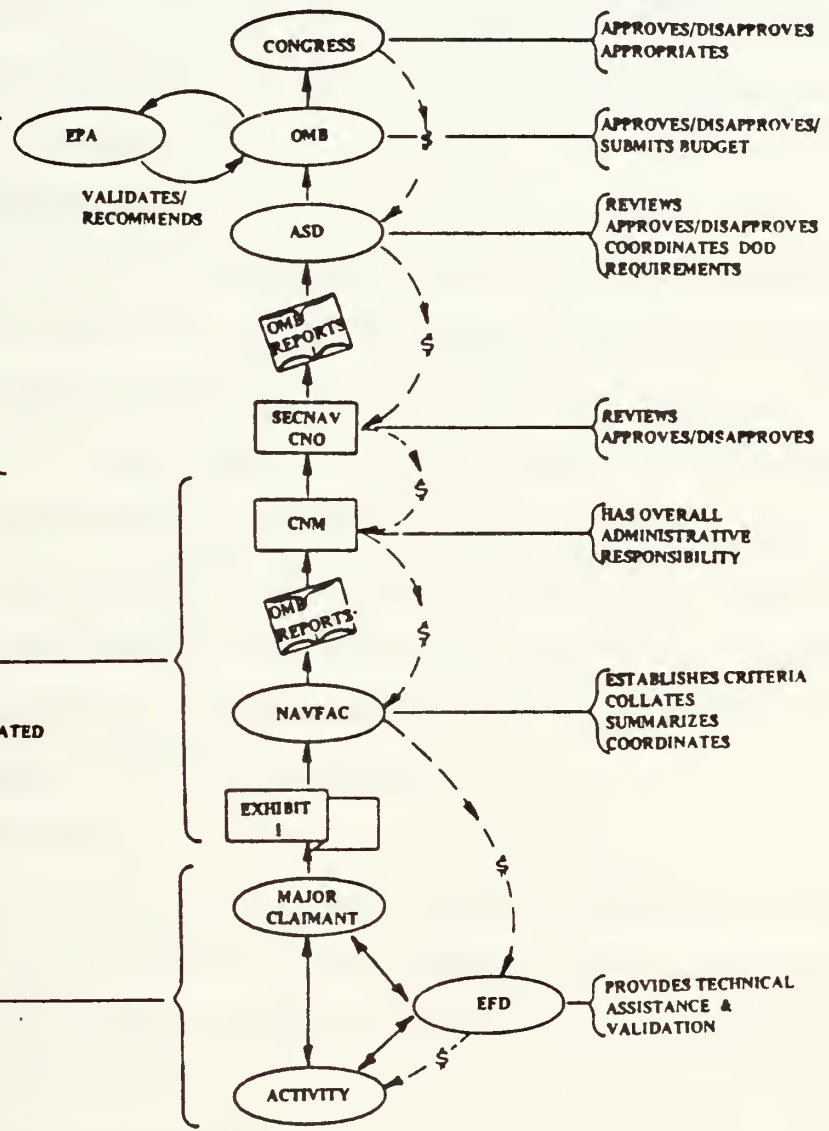 CONGRESS
APPROVES/DISAPPROVES
APPROPRIATES
$
EPA
OMB
APPROVES/DISAPPROVES/
SUBMITS BUDGET
VALIDATES/
RECOMMENDS
ASD
REVIEWS
APPROVES/DISAPPROVES
COORDINATES DOD
REQUIREMENTS
OMB
REPORTS
$
SECNAV
CNO
REVIEWS
APPROVES/DISAPPROVES
$
CNM
HAS OVERALL
ADMINISTRATIVE
RESPONSIBILITY
OMB
REPORTS
$
NAVFAC
ESTABLISHES CRITERIA
COLLATES
SUMMARIZES
COORDINATES
ATED
EXHIBIT
1
$
MAJOR
CLAIMANT
EFD
PROVIDES TECHNICAL
ASSISTANCE &
VALIDATION
$
ACTIVITY